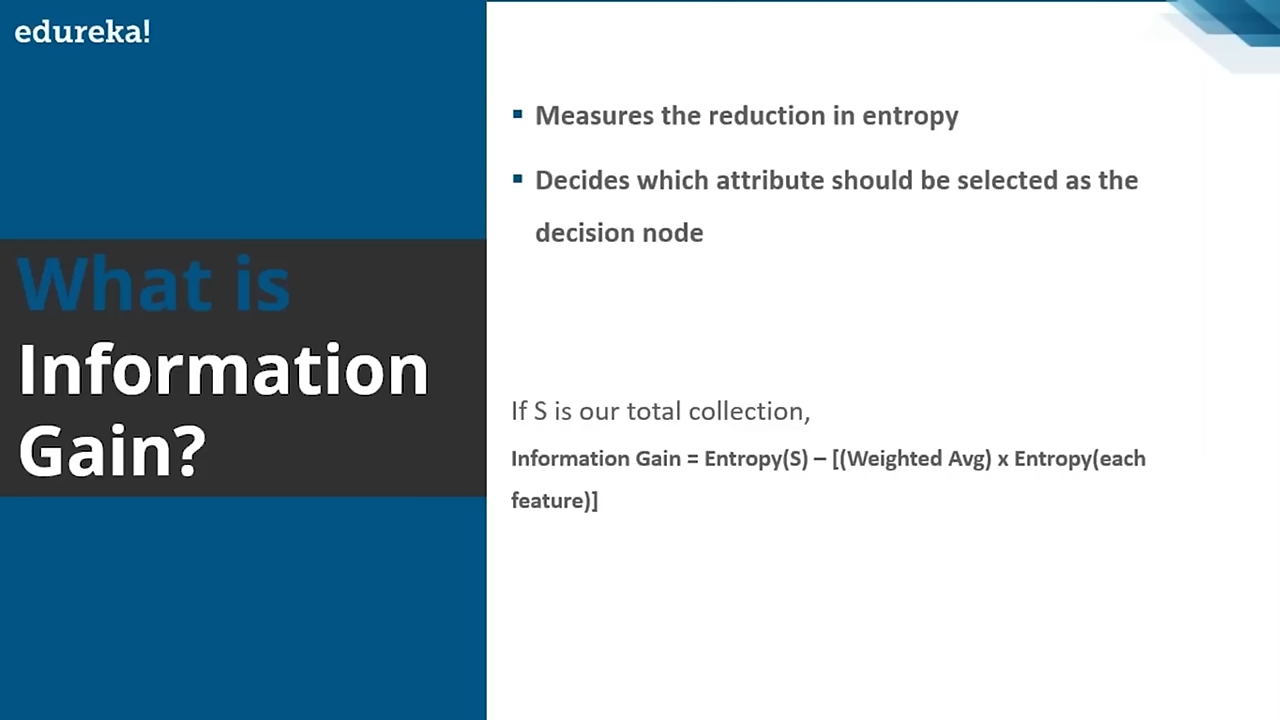 edureka!
What is
Information
Gain?
▪ Measures the reduction in entropy
▪ Decides which attribute should be selected as the
decision node
If S is our total collection,
Information Gain = Entropy(S) – [(Weighted Avg) x Entropy(each
feature)]